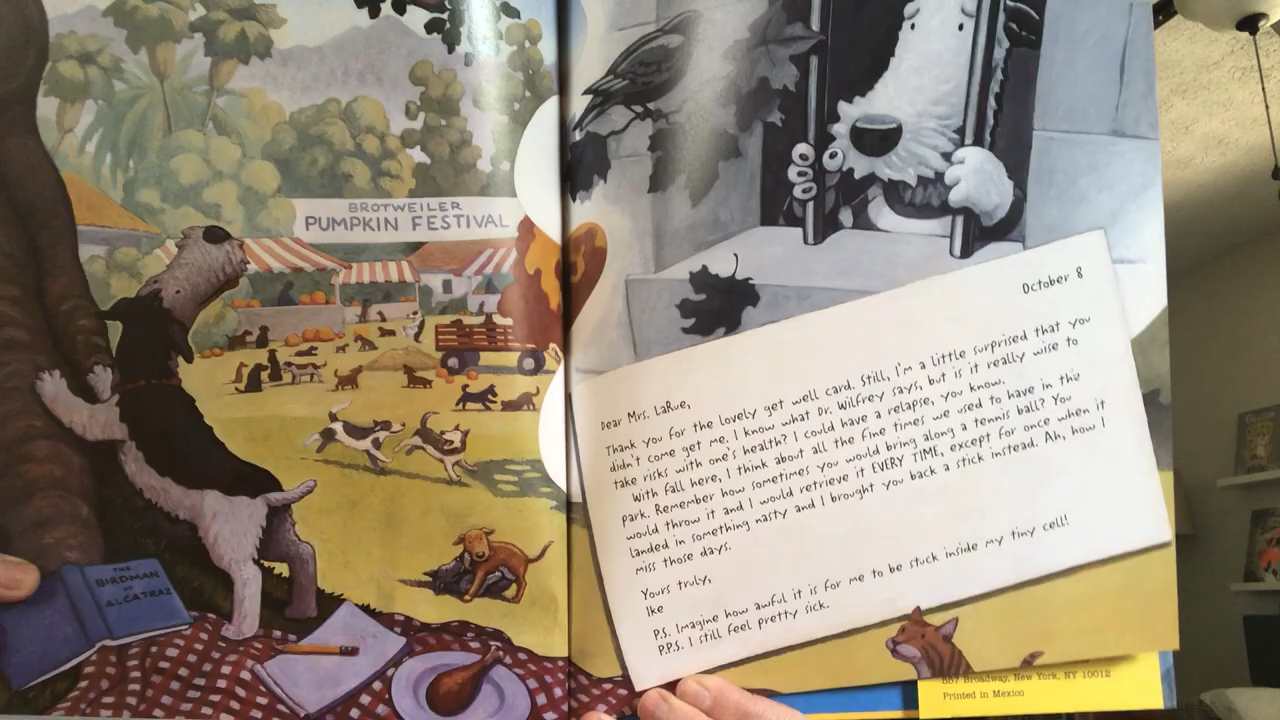 BROTWEILER
PUMPKIN FESTIVAL
THE
BIRDMAN
OF
ALCATRAZ
October 8
Dear Mrs. LaRue,
Thank you for the lovely get well card. Still, I'm a little surprised that you
didn't come get me. I know what Dr. Wilfrey says, but is it really wise to
take risks with one's health? I could have a relapse, you know.
With fall here, I think about all the fine times we used to have in the
park. Remember how sometimes you would bring along a tennis ball? You
would throw it and I would retrieve it EVERY TIME, except for once when it
landed in something nasty and I brought you back a stick instead. Ah, how I
miss those days.
Yours truly,
Ike
P.S. Imagine how awful it is for me to be stuck inside my tiny cell!
P.P.S. I still feel pretty sick.
557 Broadway, New York, NY 10012
Printed in Mexico